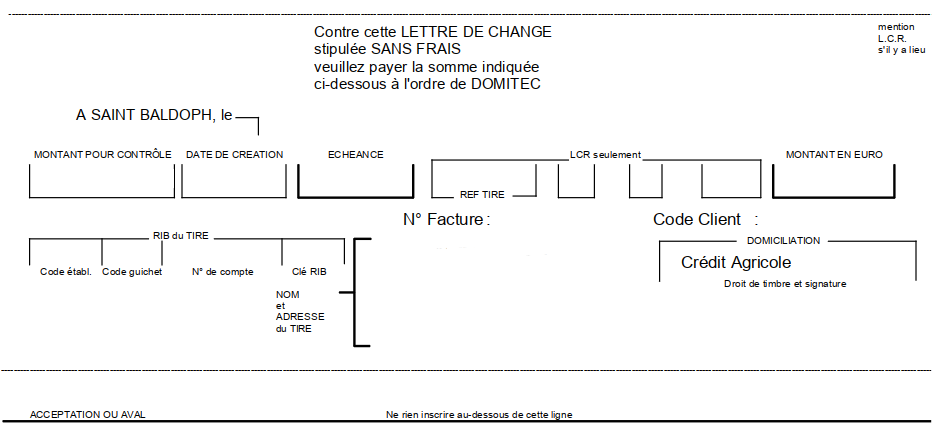 Contre cette LETTRE DE CHANGE
stipulée SANS FRAIS
veuillez payer la somme indiquée
ci-dessous à l'ordre de DOMITEC
mention
L.C.R.
s'il y a lieu
A SAINT BALDOPH, le
MONTANT POUR CONTRÔLE DATE DE CREATION ECHEANCE LCR seulement MONTANT EN EURO
REF TIRE
N° Facture : Code Client :
RIB du TIRE DOMICILIATION
Crédit Agricole
Code établ. Code guichet N° de compte Clé RIB
Droit de timbre et signature
NOM
et
ADRESSE
du TIRE
ACCEPTATION OU AVAL Ne rien inscrire au-dessous de cette ligne